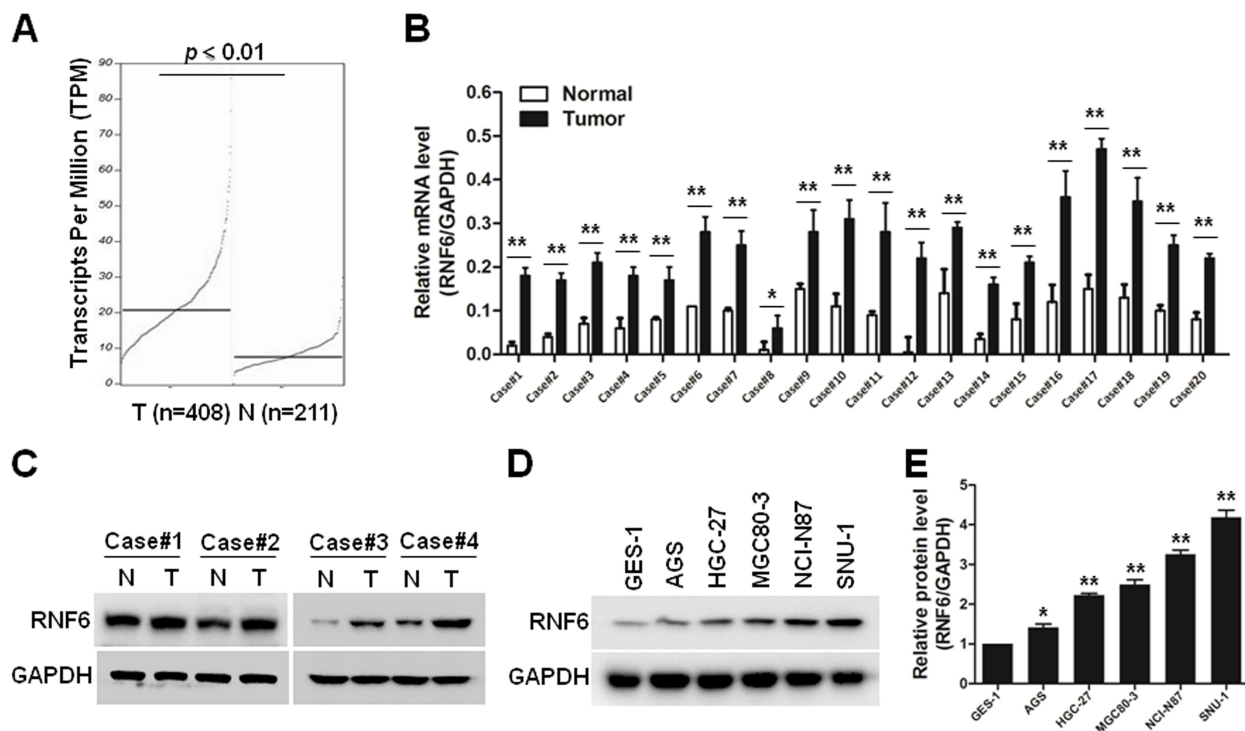 A
p < 0.01
Transcripts Per Million (TPM)
90
80
70
60
50
40
30
20
10
0
T (n=408) N (n=211)
B
Relative mRNA level
(RNF6/GAPDH)
0.6
0.5
0.4
0.3
0.2
0.1
0.0
Normal
Tumor
** ** ** ** ** ** ** * ** ** ** ** ** ** ** ** ** ** ** **
Case#1 Case#2 Case#3 Case#4 Case#5 Case#6 Case#7 Case#8 Case#9 Case#10 Case#11 Case#12 Case#13 Case#14 Case#15 Case#16 Case#17 Case#18 Case#19 Case#20
C
Case#1 Case#2 Case#3 Case#4
N T N T N T N T
RNF6
GAPDH
D
GES-1 AGS HGC-27 MGC80-3 NCI-N87 SNU-1
RNF6
GAPDH
E
Relative protein level
(RNF6/GAPDH)
5
4
3
2
1
0
* ** ** ** **
GES-1 AGS HGC-27 MGC80-3 NCI-N87 SNU-1